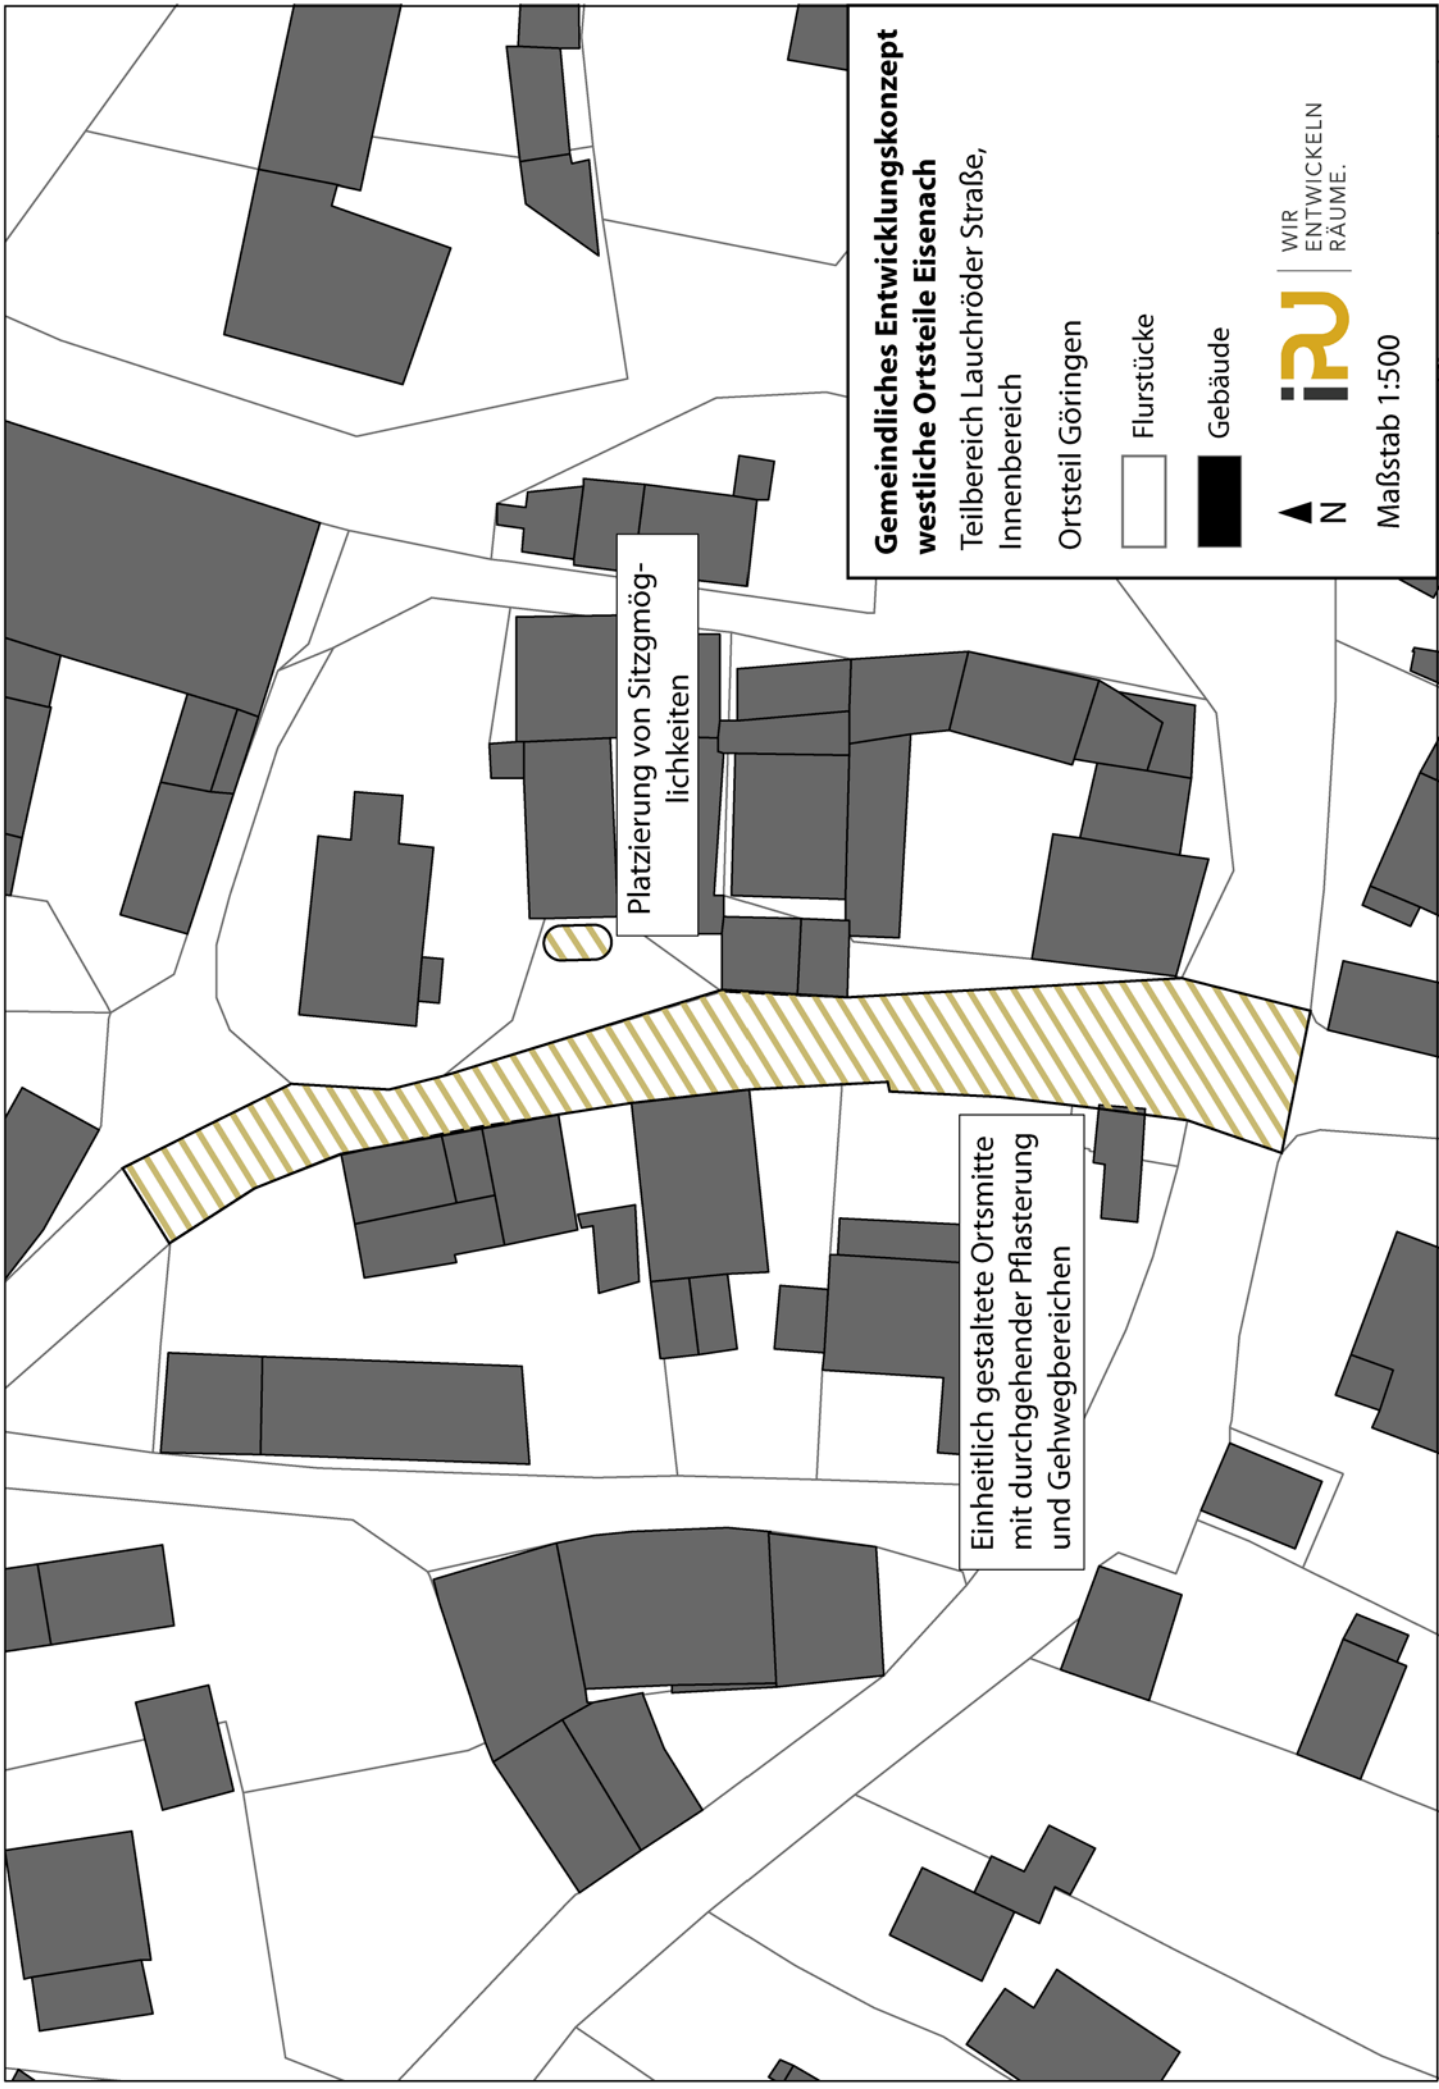 Platzierung von Sitzgmög-
lichkeiten
Einheitlich gestaltete Ortsmitte
mit durchgehender Pflasterung
und Gehwegbereichen
Gemeindliches Entwicklungskonzept
westliche Ortsteile Eisenach
Teilbereich Lauchröder Straße,
Innenbereich
Ortsteil Göringen
Flurstücke
Gebäude
N
iRU
WIR
ENTWICKELN
RÄUME.
Maßstab 1:500